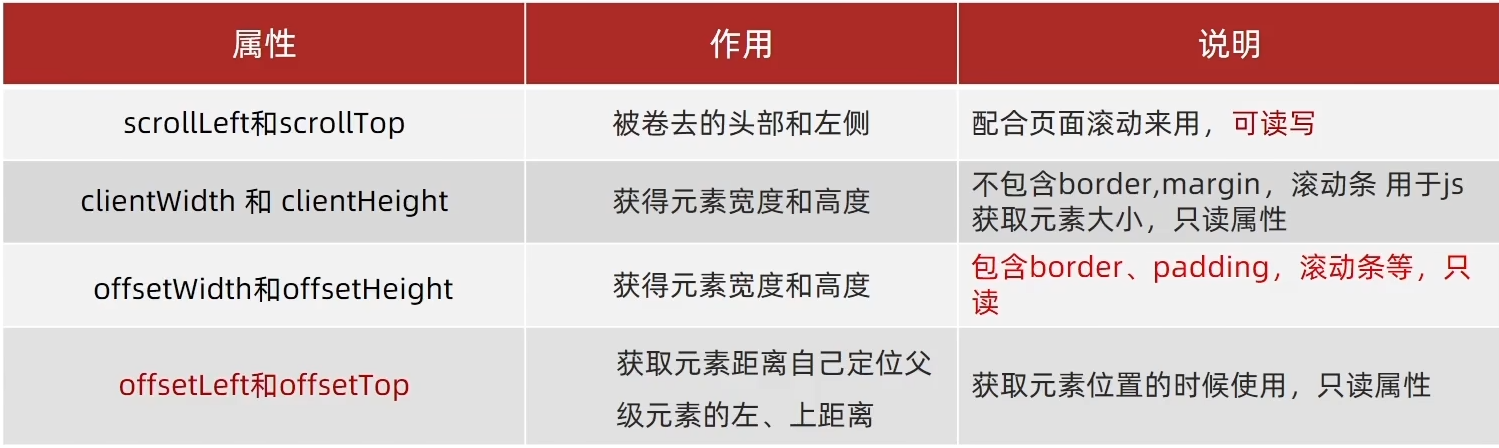 属性 作用 说明
scrollLeft和scrollTop 被卷去的头部和左侧 配合页面滚动来用，可读写
clientWidth 和 clientHeight 获得元素宽度和高度 不包含border,margin，滚动条 用于js
获取元素大小，只读属性
offsetWidth和offsetHeight 获得元素宽度和高度 包含border、padding，滚动条等，只
读
offsetLeft和offsetTop 获取元素距离自己定位父
级元素的左、上距离 获取元素位置的时候使用，只读属性